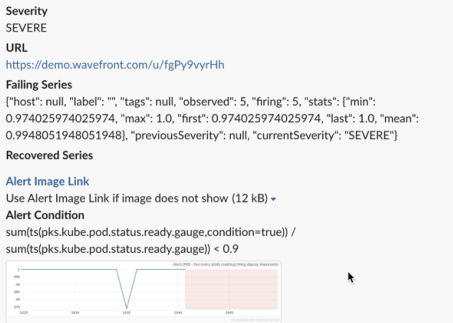 Severity
SEVERE
URL
https://demo.wavefront.com/u/fgPy9vyrHh
Failing Series
{"host": null, "label": "", "tags": null, "observed": 5, "firing": 5, "stats": {"min":
0.974025974025974, "max": 1.0, "first": 0.974025974025974, "last": 1.0, "mean":
0.9948051948051948}, "previousSeverity": null, "currentSeverity": "SEVERE"}
Recovered Series
Alert Image Link
Use Alert Image Link if image does not show (12 kB)
Alert Condition
sum(ts(pks.kube.pod.status.ready.gauge,condition=true)) /
sum(ts(pks.kube.pod.status.ready.gauge)) < 0.9